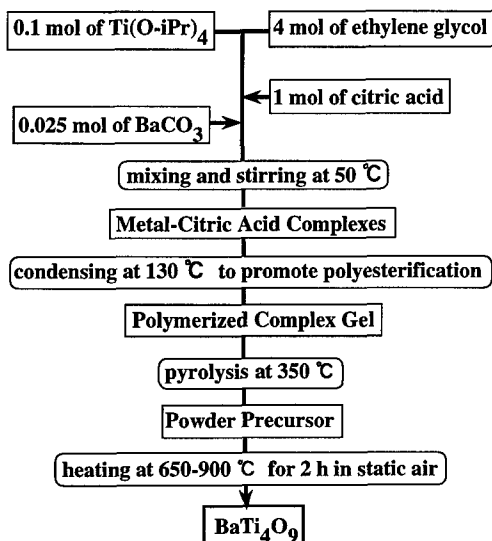 0.1 mol of Ti(O-iPr)4
4 mol of ethylene glycol
1 mol of citric acid
0.025 mol of BaCO3
mixing and stirring at 50 ℃
Metal-Citric Acid Complexes
condensing at 130 ℃ to promote polyesterification
Polymerized Complex Gel
pyrolysis at 350 ℃
Powder Precursor
heating at 650-900 ℃ for 2 h in static air
BaTi4O9